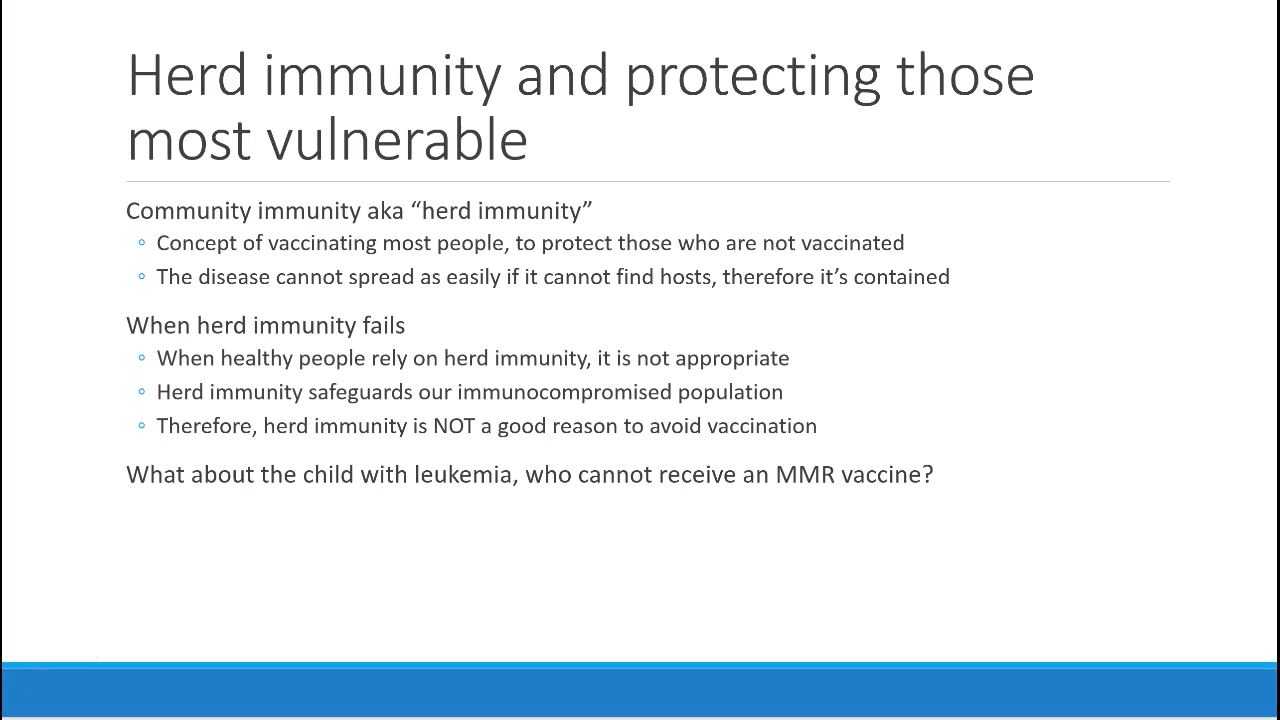 Herd immunity and protecting those
most vulnerable
Community immunity aka “herd immunity”
◦ Concept of vaccinating most people, to protect those who are not vaccinated
◦ The disease cannot spread as easily if it cannot find hosts, therefore it’s contained
When herd immunity fails
◦ When healthy people rely on herd immunity, it is not appropriate
◦ Herd immunity safeguards our immunocompromised population
◦ Therefore, herd immunity is NOT a good reason to avoid vaccination
What about the child with leukemia, who cannot receive an MMR vaccine?